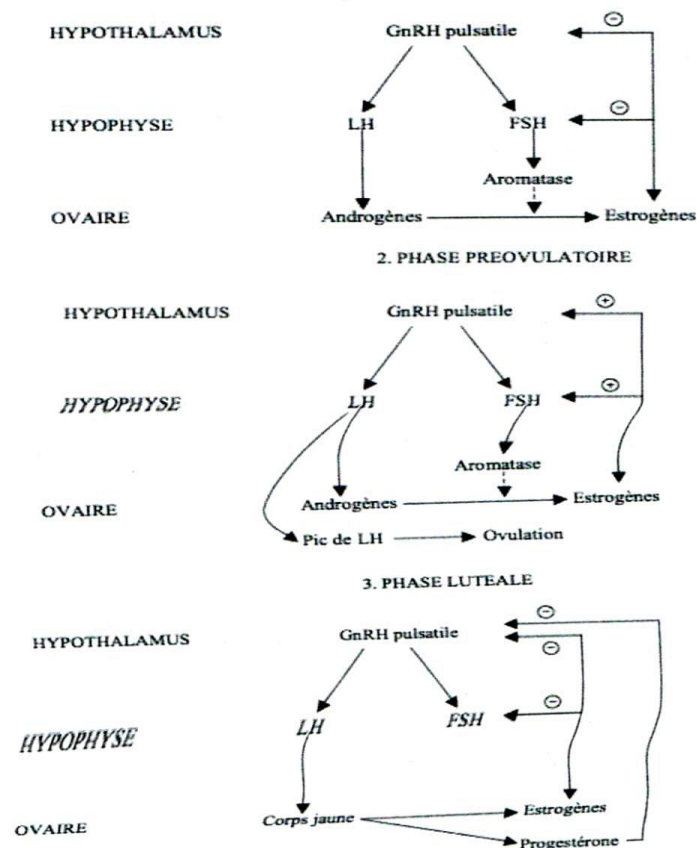 HYPOTHALAMUS GnRH pulsatile ⊖
HYPOPHYSE LH FSH ⊖
Aromatase
OVAIRE Androgènes Estrogènes
2. PHASE PREOVULATOIRE
HYPOTHALAMUS GnRH pulsatile ⊕
HYPOPHYSE LH FSH ⊕
Aromatase
OVAIRE Androgènes Estrogènes
Pic de LH Ovulation
3. PHASE LUTEALE
HYPOTHALAMUS GnRH pulsatile ⊖
⊖
HYPOPHYSE LH FSH ⊖
OVAIRE Corps jaune Estrogènes
Progestérone